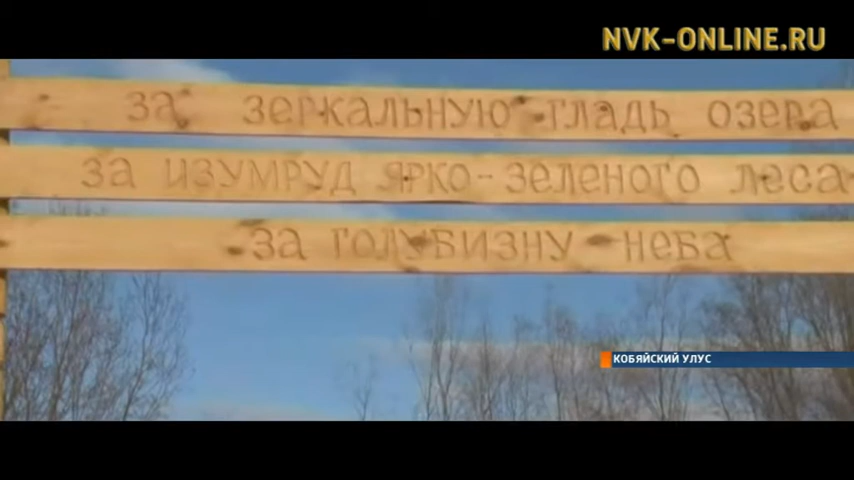 NVK-ONLINE.RU
за зеркальную гладь озера
за изумруд ярко-зеленого леса
за голубизну неба
КОБЯЙСКИЙ УЛУС